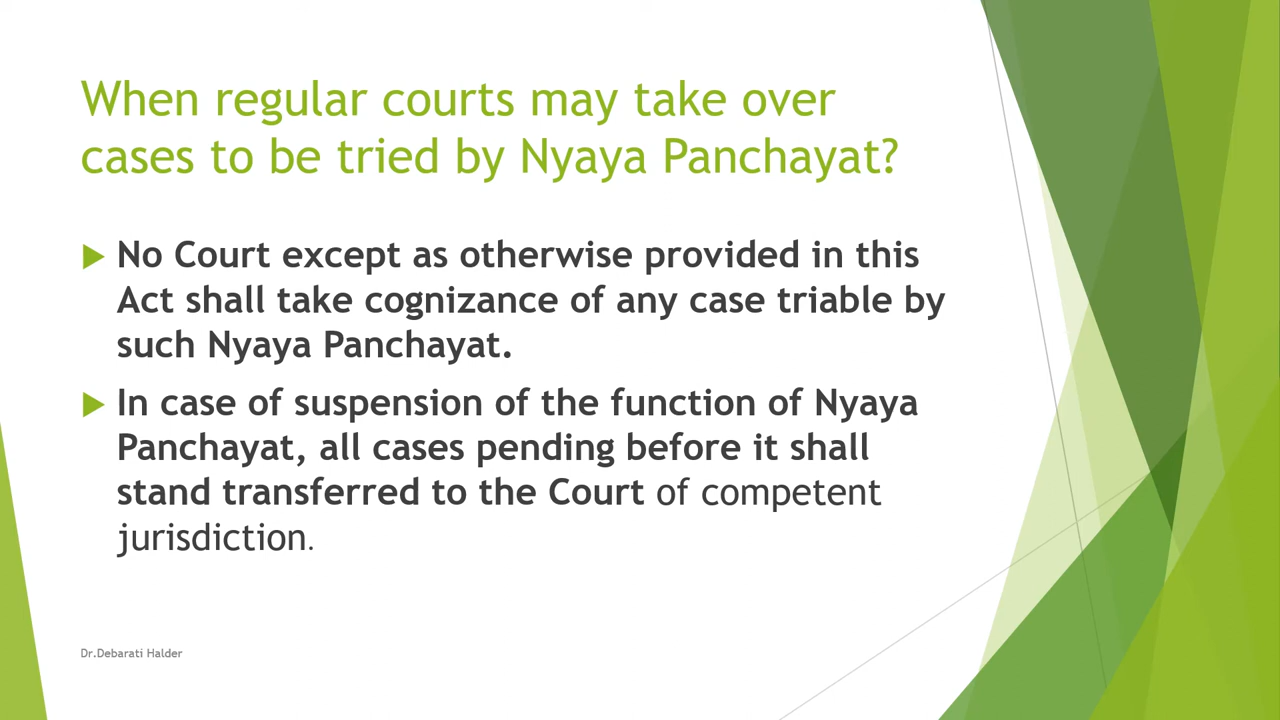 When regular courts may take over
cases to be tried by Nyaya Panchayat?
No Court except as otherwise provided in this
Act shall take cognizance of any case triable by
such Nyaya Panchayat.
In case of suspension of the function of Nyaya
Panchayat, all cases pending before it shall
stand transferred to the Court of competent
jurisdiction.
Dr.Debarati Halder